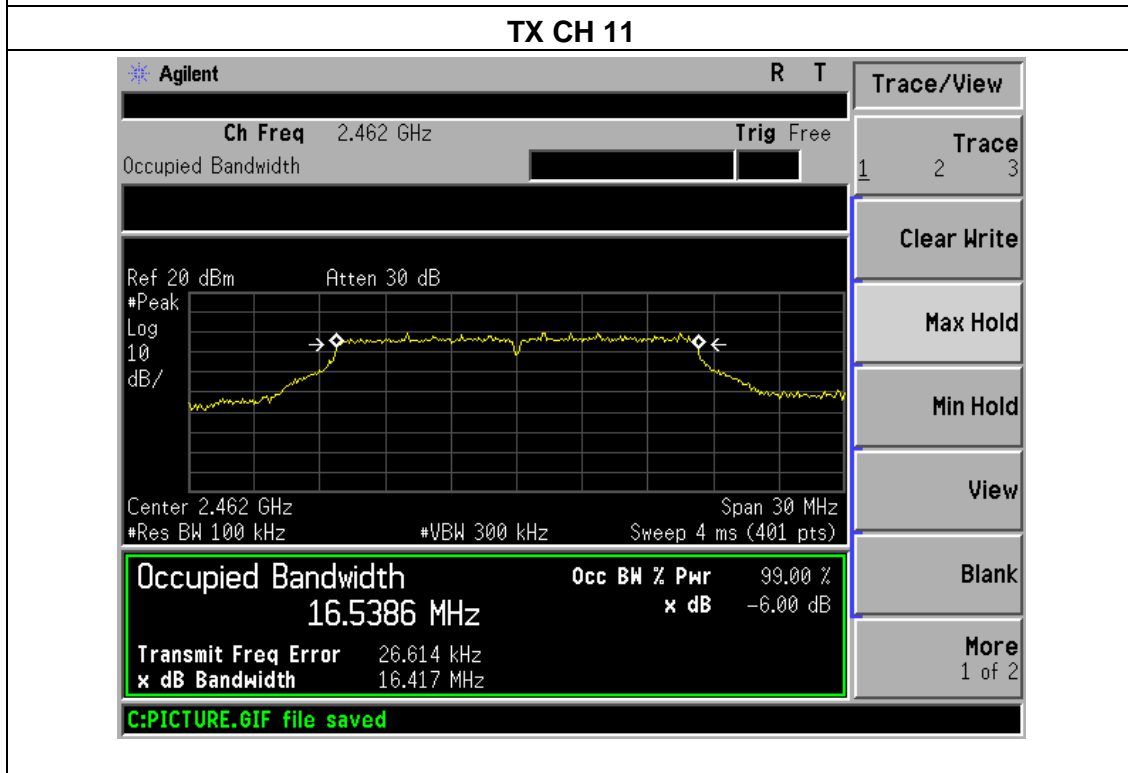 TX CH 11
Agilent R T
Trace/View
Ch Freq 2.462 GHz Trig Free
Occupied Bandwidth
Trace
1 2 3
Clear Write
Ref 20 dBm Atten 30 dB
#Peak
Log
10
dB/
Max Hold
Min Hold
View
Center 2.462 GHz Span 30 MHz
#Res BW 100 kHz #VBW 300 kHz Sweep 4 ms (401 pts)
Occupied Bandwidth Occ BW % Pwr 99.00 %
16.5386 MHz x dB -6.00 dB
Blank
Transmit Freq Error 26.614 kHz
x dB Bandwidth 16.417 MHz
More
1 of 2
C:PICTURE.GIF file saved